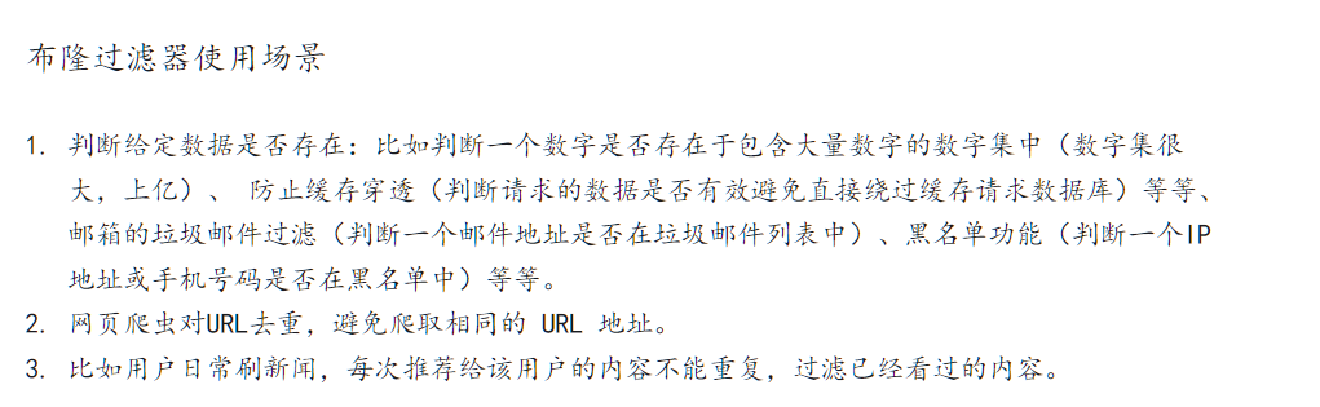 布隆过滤器使用场景
1. 判断给定数据是否存在：比如判断一个数字是否存在于包含大量数字的数字集中（数字集很
大，上亿）、 防止缓存穿透（判断请求的数据是否有效避免直接绕过缓存请求数据库）等等、
邮箱的垃圾邮件过滤（判断一个邮件地址是否在垃圾邮件列表中）、黑名单功能（判断一个IP
地址或手机号码是否在黑名单中）等等。
2. 网页爬虫对URL去重，避免爬取相同的 URL 地址。
3. 比如用户日常刷新闻，每次推荐给该用户的内容不能重复，过滤已经看过的内容。